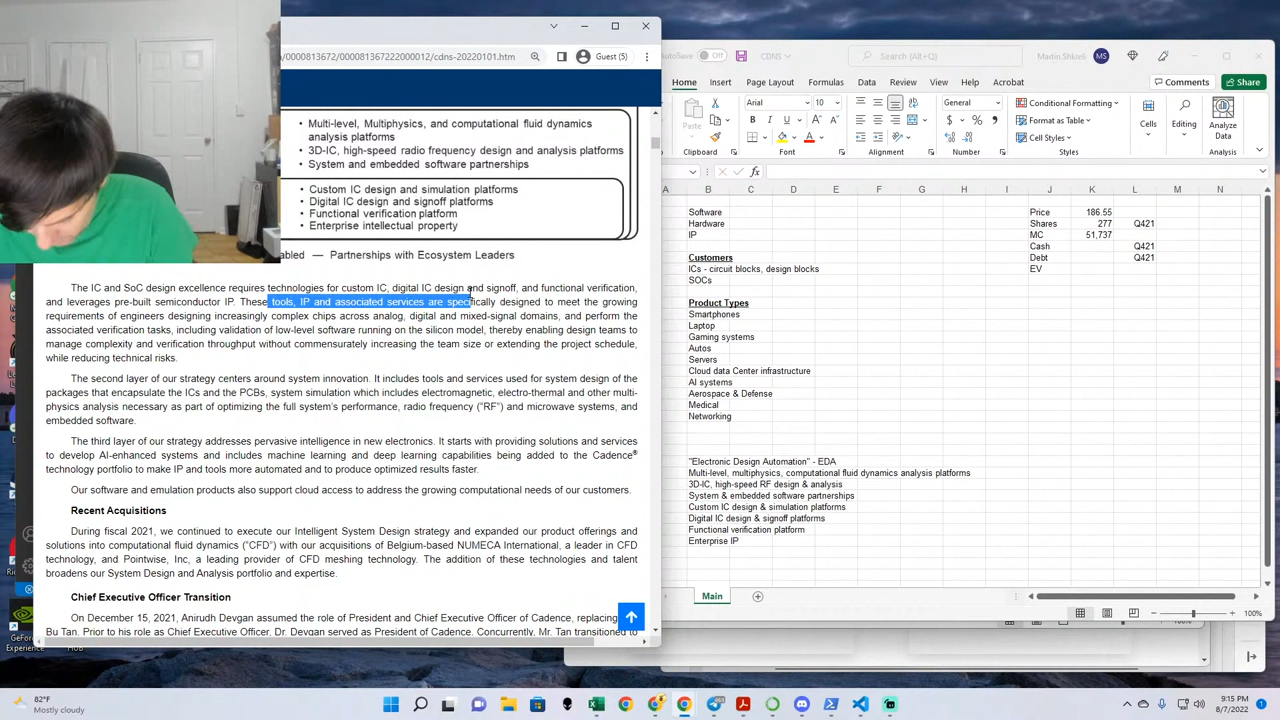 /0000813672/000081367222000012/cdns-20220101.htm
Guest (5)
• Multi-level, Multiphysics, and computational fluid dynamics
analysis platforms
• 3D-IC, high-speed radio frequency design and analysis platforms
• System and embedded software partnerships
• Custom IC design and simulation platforms
• Digital IC design and signoff platforms
• Functional verification platform
• Enterprise intellectual property
abled — Partnerships with Ecosystem Leaders
The IC and SoC design excellence requires technologies for custom IC, digital IC design and signoff, and functional verification,
and leverages pre-built semiconductor IP. These tools, IP and associated services are specifically designed to meet the growing
requirements of engineers designing increasingly complex chips across analog, digital and mixed-signal domains, and perform the
associated verification tasks, including validation of low-level software running on the silicon model, thereby enabling design teams to
manage complexity and verification throughput without commensurately increasing the team size or extending the project schedule,
while reducing technical risks.
The second layer of our strategy centers around system innovation. It includes tools and services used for system design of the
packages that encapsulate the ICs and the PCBs, system simulation which includes electromagnetic, electro-thermal and other multi-
physics analysis necessary as part of optimizing the full system's performance, radio frequency (“RF”) and microwave systems, and
embedded software.
The third layer of our strategy addresses pervasive intelligence in new electronics. It starts with providing solutions and services
to develop AI-enhanced systems and includes machine learning and deep learning capabilities being added to the Cadence®
technology portfolio to make IP and tools more automated and to produce optimized results faster.
Our software and emulation products also support cloud access to address the growing computational needs of our customers.
Recent Acquisitions
During fiscal 2021, we continued to execute our Intelligent System Design strategy and expanded our product offerings and
solutions into computational fluid dynamics (“CFD”) with our acquisitions of Belgium-based NUMECA International, a leader in CFD
technology, and Pointwise, Inc, a leading provider of CFD meshing technology. The addition of these technologies and talent
broadens our System Design and Analysis portfolio and expertise.
Chief Executive Officer Transition
On December 15, 2021, Anirudh Devgan assumed the role of President and Chief Executive Officer of Cadence, replacing
Bu Tan. Prior to his role as Chief Executive Officer, Dr. Devgan served as President of Cadence. Concurrently, Mr. Tan transitioned to
AutoSave Off CDNS Search (Alt+Q) Martin Shkreli MS
Home Insert Page Layout Formulas Data Review View Help Acrobat Comments Share
Paste Arial 10 General Conditional Formatting Cells Editing Analyze
B I U Format as Table Data
A A Cell Styles
Clipboard Font Alignment Number Styles Analysis
fx
A B C D E F G H I J K L M N
Software Price 186.55
Hardware Shares 277 Q421
IP MC 51,737
Cash Q421
Customers Debt Q421
ICs - circuit blocks, design blocks EV
SOCs
Product Types
Smartphones
Laptop
Gaming systems
Autos
Servers
Cloud data Center infrastructure
AI systems
Aerospace & Defense
Medical
Networking
"Electronic Design Automation" - EDA
Multi-level, multiphysics, computational fluid dynamics analysis platforms
3D-IC, high-speed RF design & analysis
System & embedded software partnerships
Custom IC design & simulation platforms
Digital IC design & signoff platforms
Functional verification platform
Enterprise IP
Main
100%
GeForce
Experience
HUB
82°F
Mostly cloudy
9:15 PM
8/7/2022